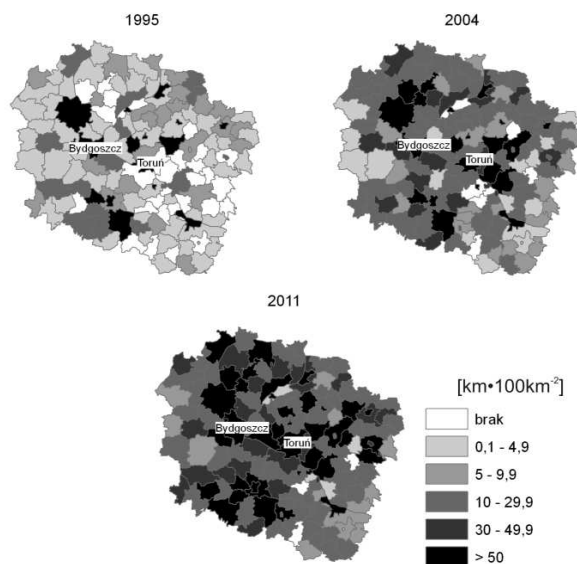 1995
2004
Bydgoszcz
Toruń
Bydgoszcz
Toruń
2011
Bydgoszcz
Toruń
[km•100km⁻²]
brak
0,1 - 4,9
5 - 9,9
10 - 29,9
30 - 49,9
> 50